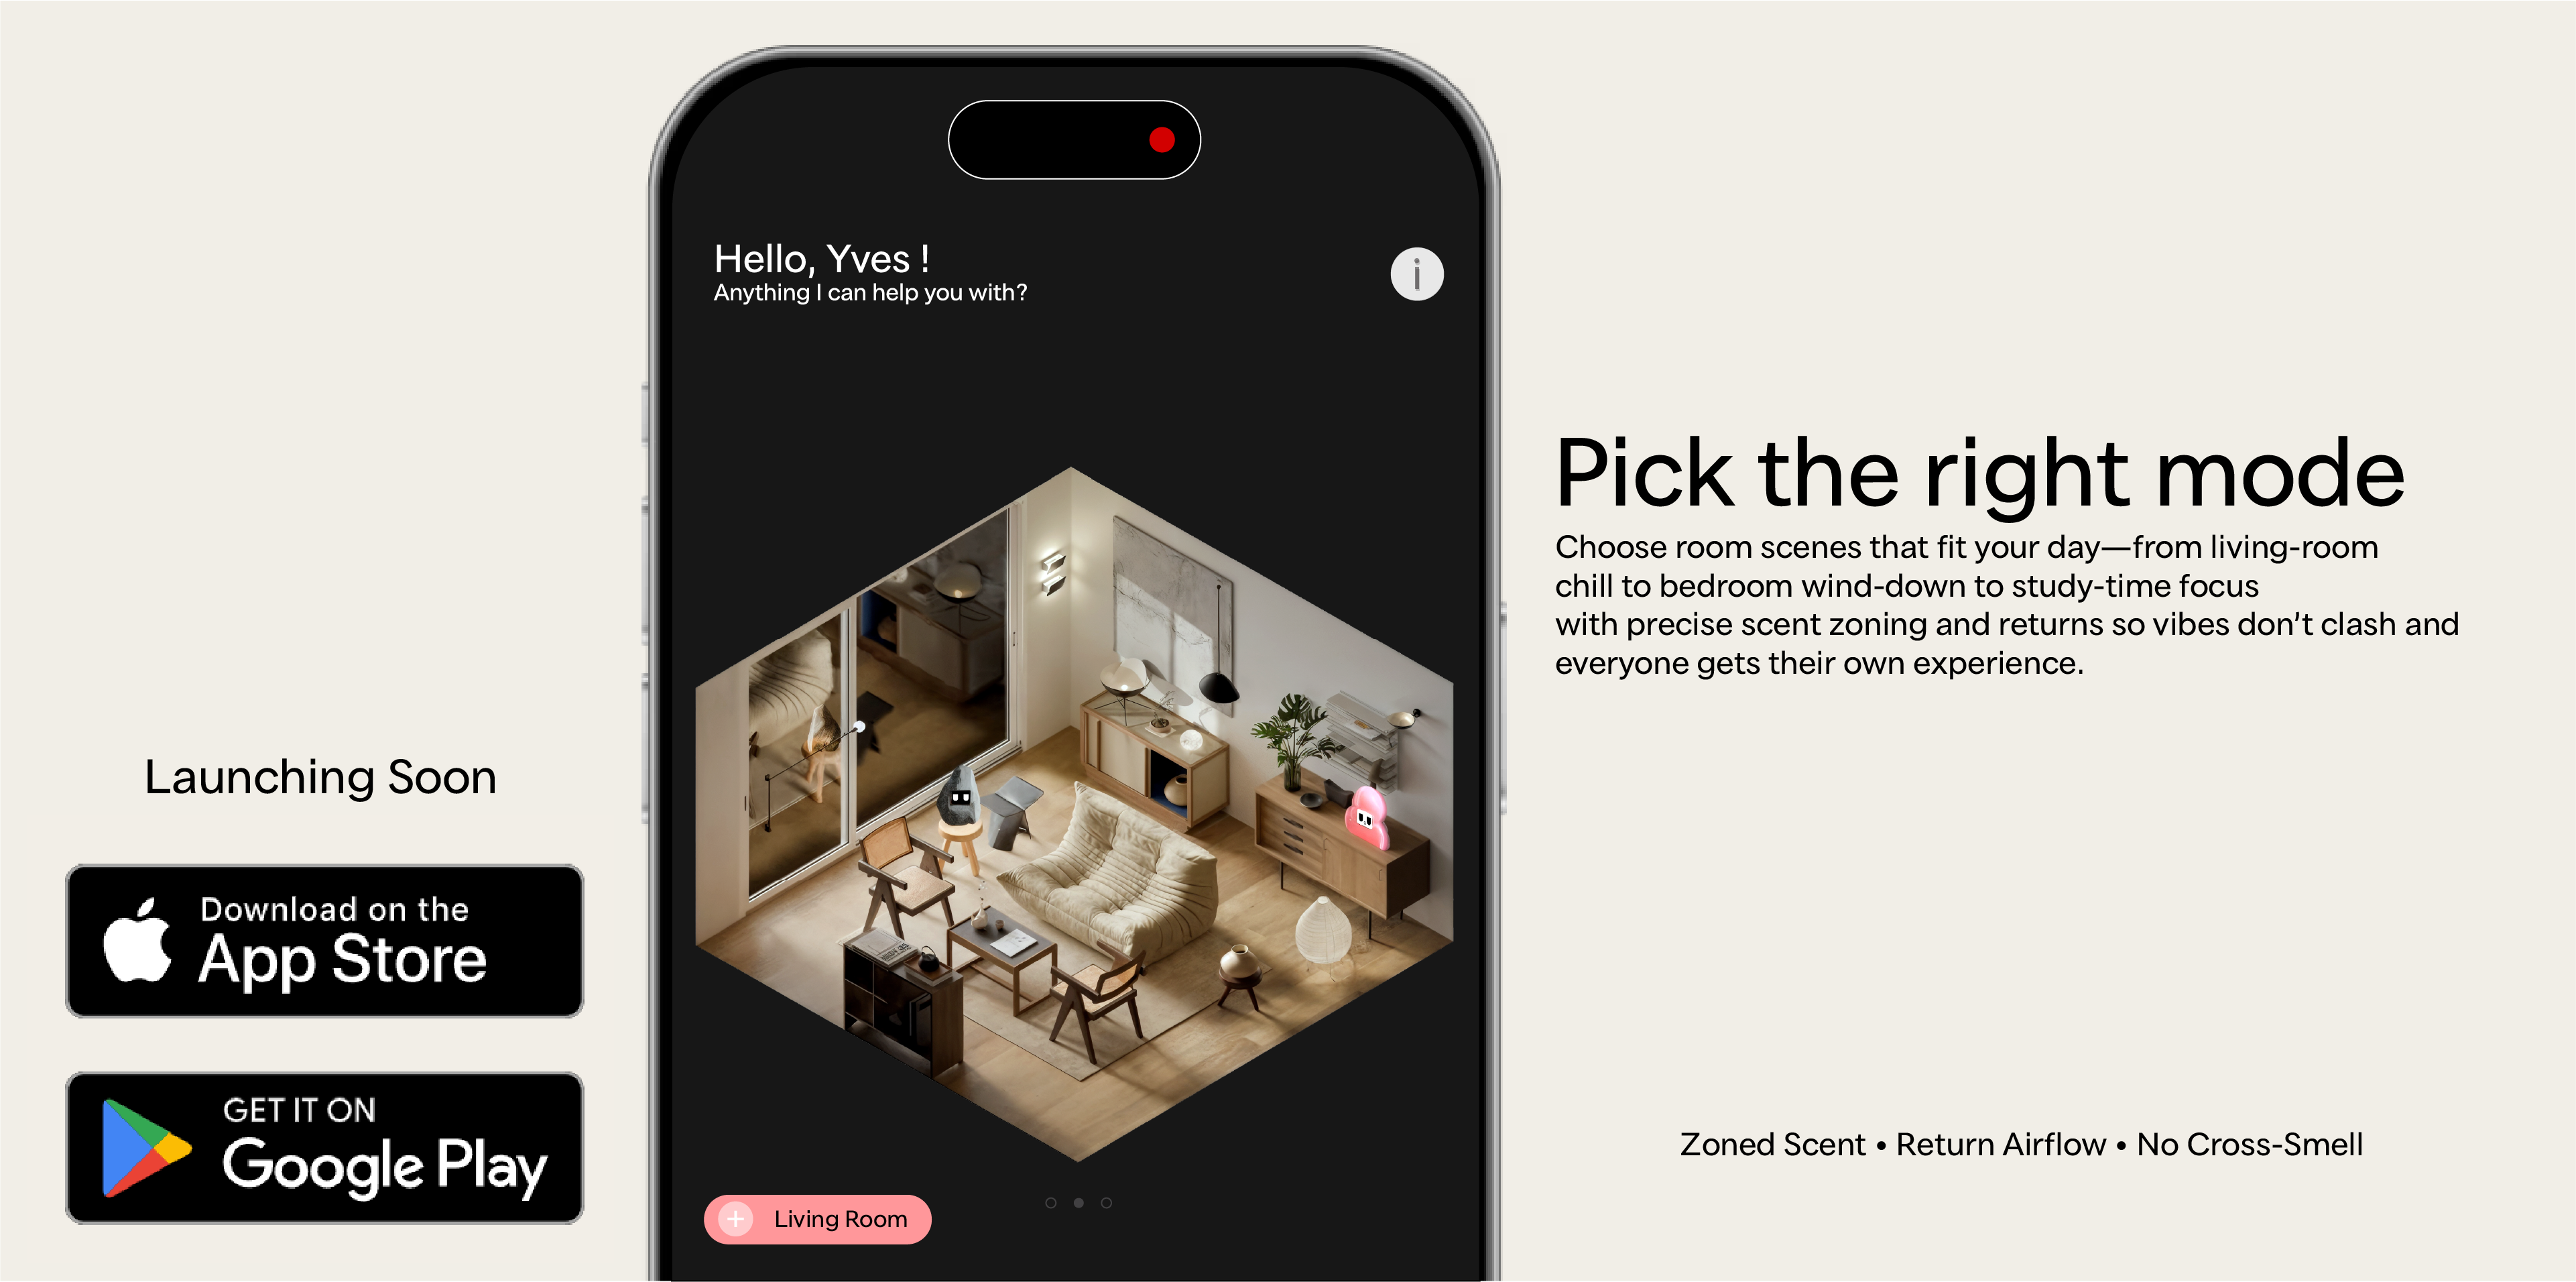 Hello, Yves !
Anything I can help you with?
i
Living Room
Launching Soon
Download on the
App Store
GET IT ON
Google Play
Pick the right mode
Choose room scenes that fit your day—from living-room
chill to bedroom wind-down to study-time focus
with precise scent zoning and returns so vibes don’t clash and
everyone gets their own experience.
Zoned Scent • Return Airflow • No Cross-Smell